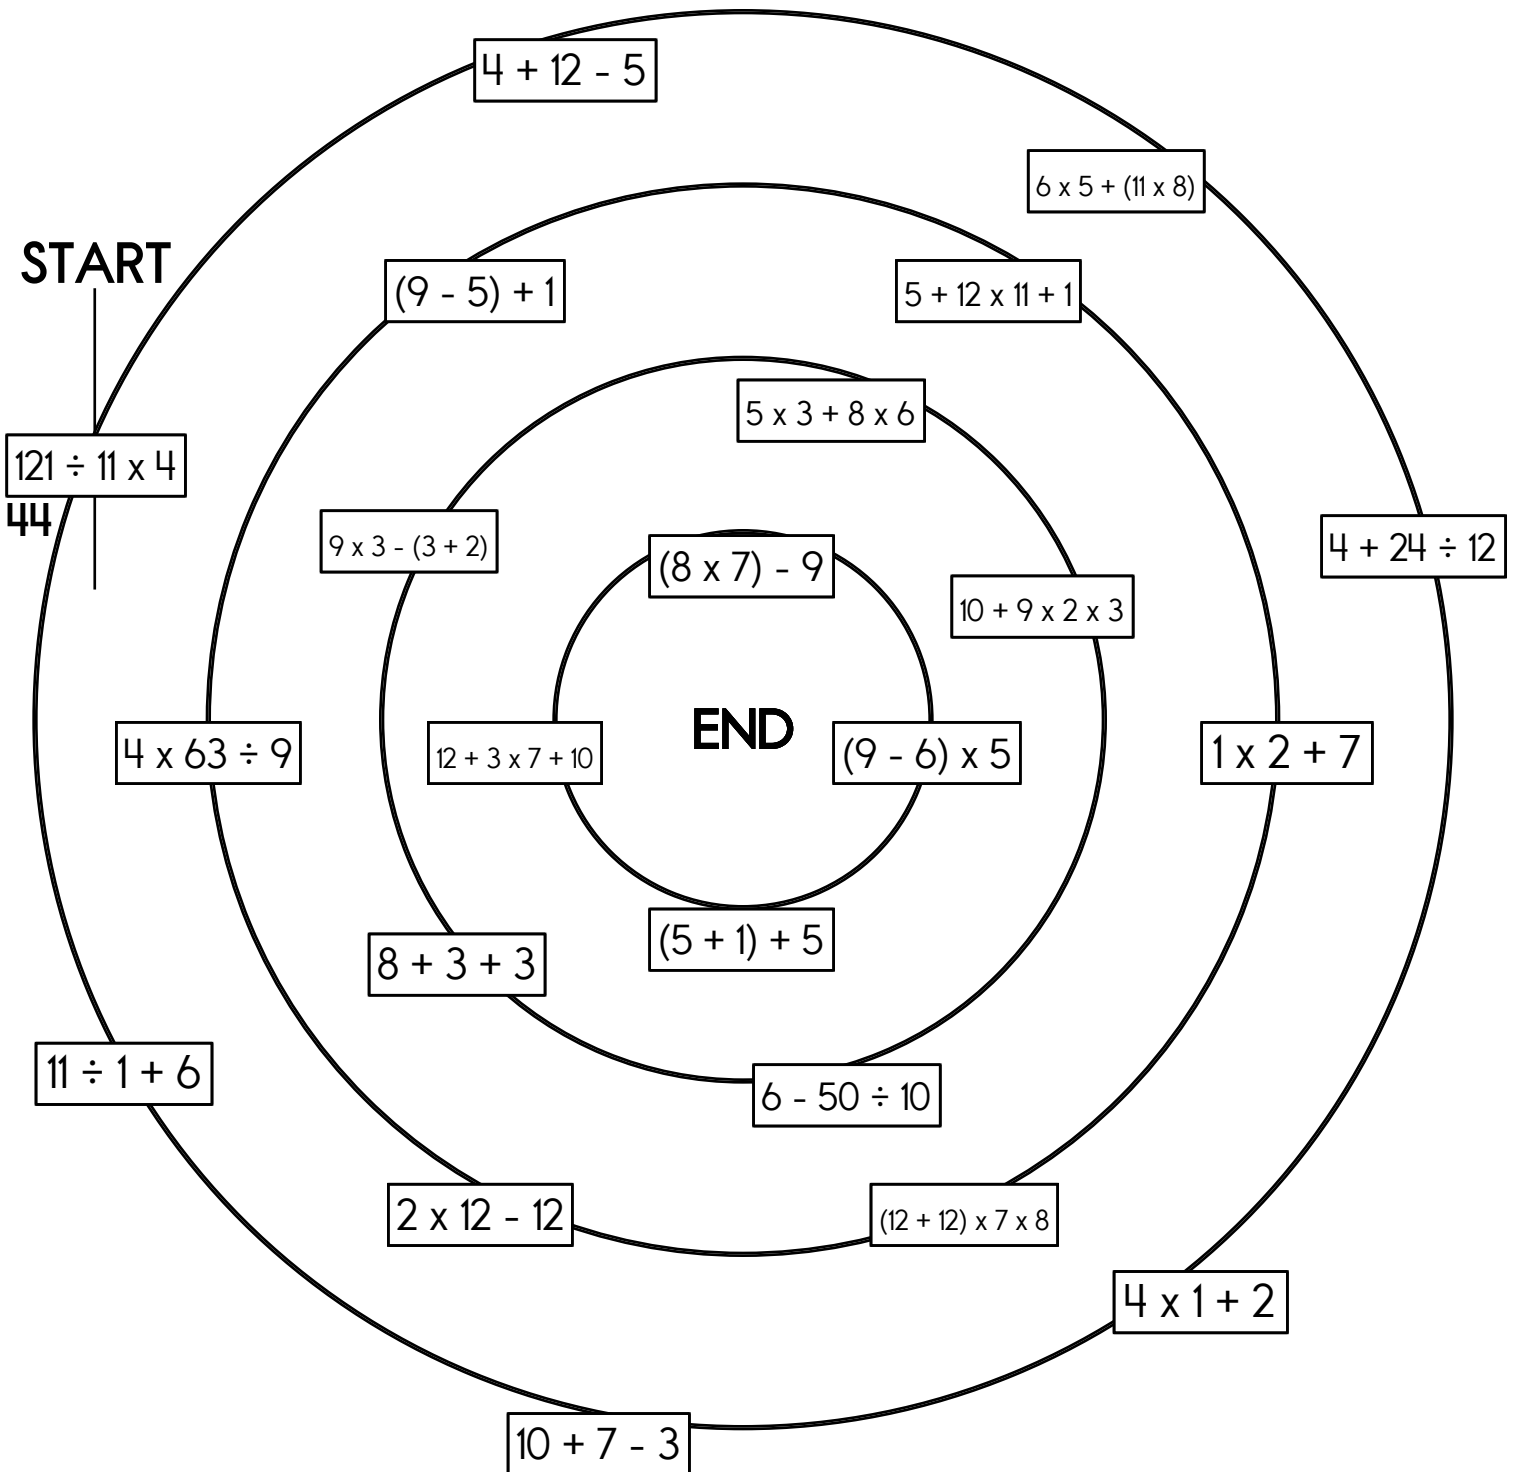 4 + 12 - 5
6 x 5 + (11 x 8)
START
(9 - 5) + 1
5 + 12 x 11 + 1
5 x 3 + 8 x 6
121 ÷ 11 x 4
44
9 x 3 - (3 + 2)
4 + 24 ÷ 12
(8 x 7) - 9
10 + 9 x 2 x 3
END
4 x 63 ÷ 9
12 + 3 x 7 + 10
(9 - 6) x 5
1 x 2 + 7
(5 + 1) + 5
8 + 3 + 3
11 ÷ 1 + 6
6 - 50 ÷ 10
2 x 12 - 12
(12 + 12) x 7 x 8
4 x 1 + 2
10 + 7 - 3